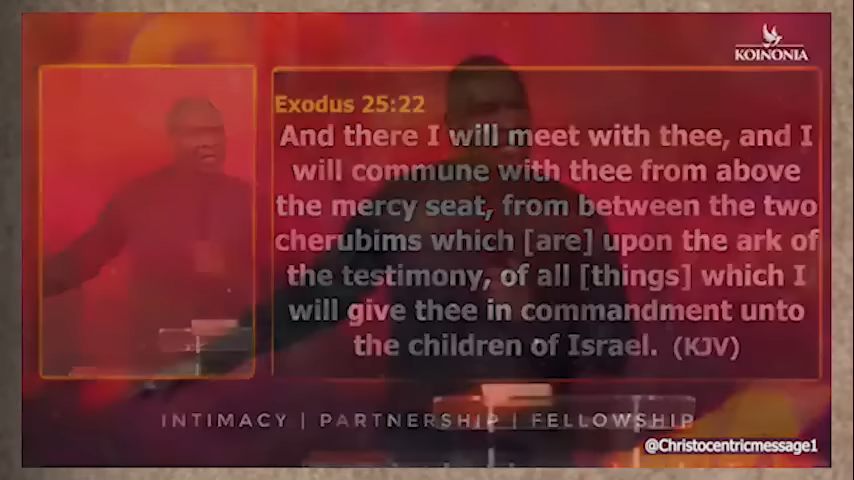 KOINONIA
Exodus 25:22
And there I will meet with thee, and I
will commune with thee from above
the mercy seat, from between the two
cherubims which [are] upon the ark of
the testimony, of all [things] which I
will give thee in commandment unto
the children of Israel. (KJV)
INTIMACY | PARTNERSHIP | FELLOWSHIP
@Christocentricmessage1